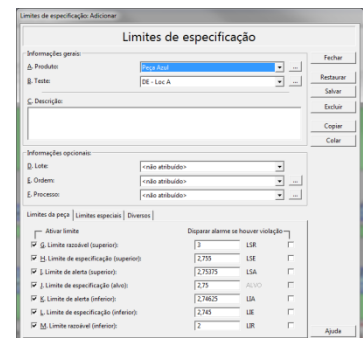 Limites de especificação: Adicionar
Limites de especificação
Informações gerais:
A. Produto: Peça Azul ...
B. Teste: DE - Loc A ...
C. Descrição:
Informações opcionais:
D. Lote: <não atribuído>
E. Ordem: <não atribuído> ...
F. Processo: <não atribuído> ...
Limites da peça Limites especiais Diversos
Ativar limite Disparar alarme se houver violação
G. Limite razoável (superior): 3 LSR
H. Limite de especificação (superior): 2,755 LSE
I. Limite de alerta (superior): 2,75375 LSA
J. Limite de especificação (alvo): 2,75 ALVO
K. Limite de alerta (inferior): 2,74625 LIA
L. Limite de especificação (inferior): 2,745 LIE
M. Limite razoável (inferior): 2 LIR
Fechar
Restaurar
Salvar
Excluir
Copiar
Colar
Ajuda